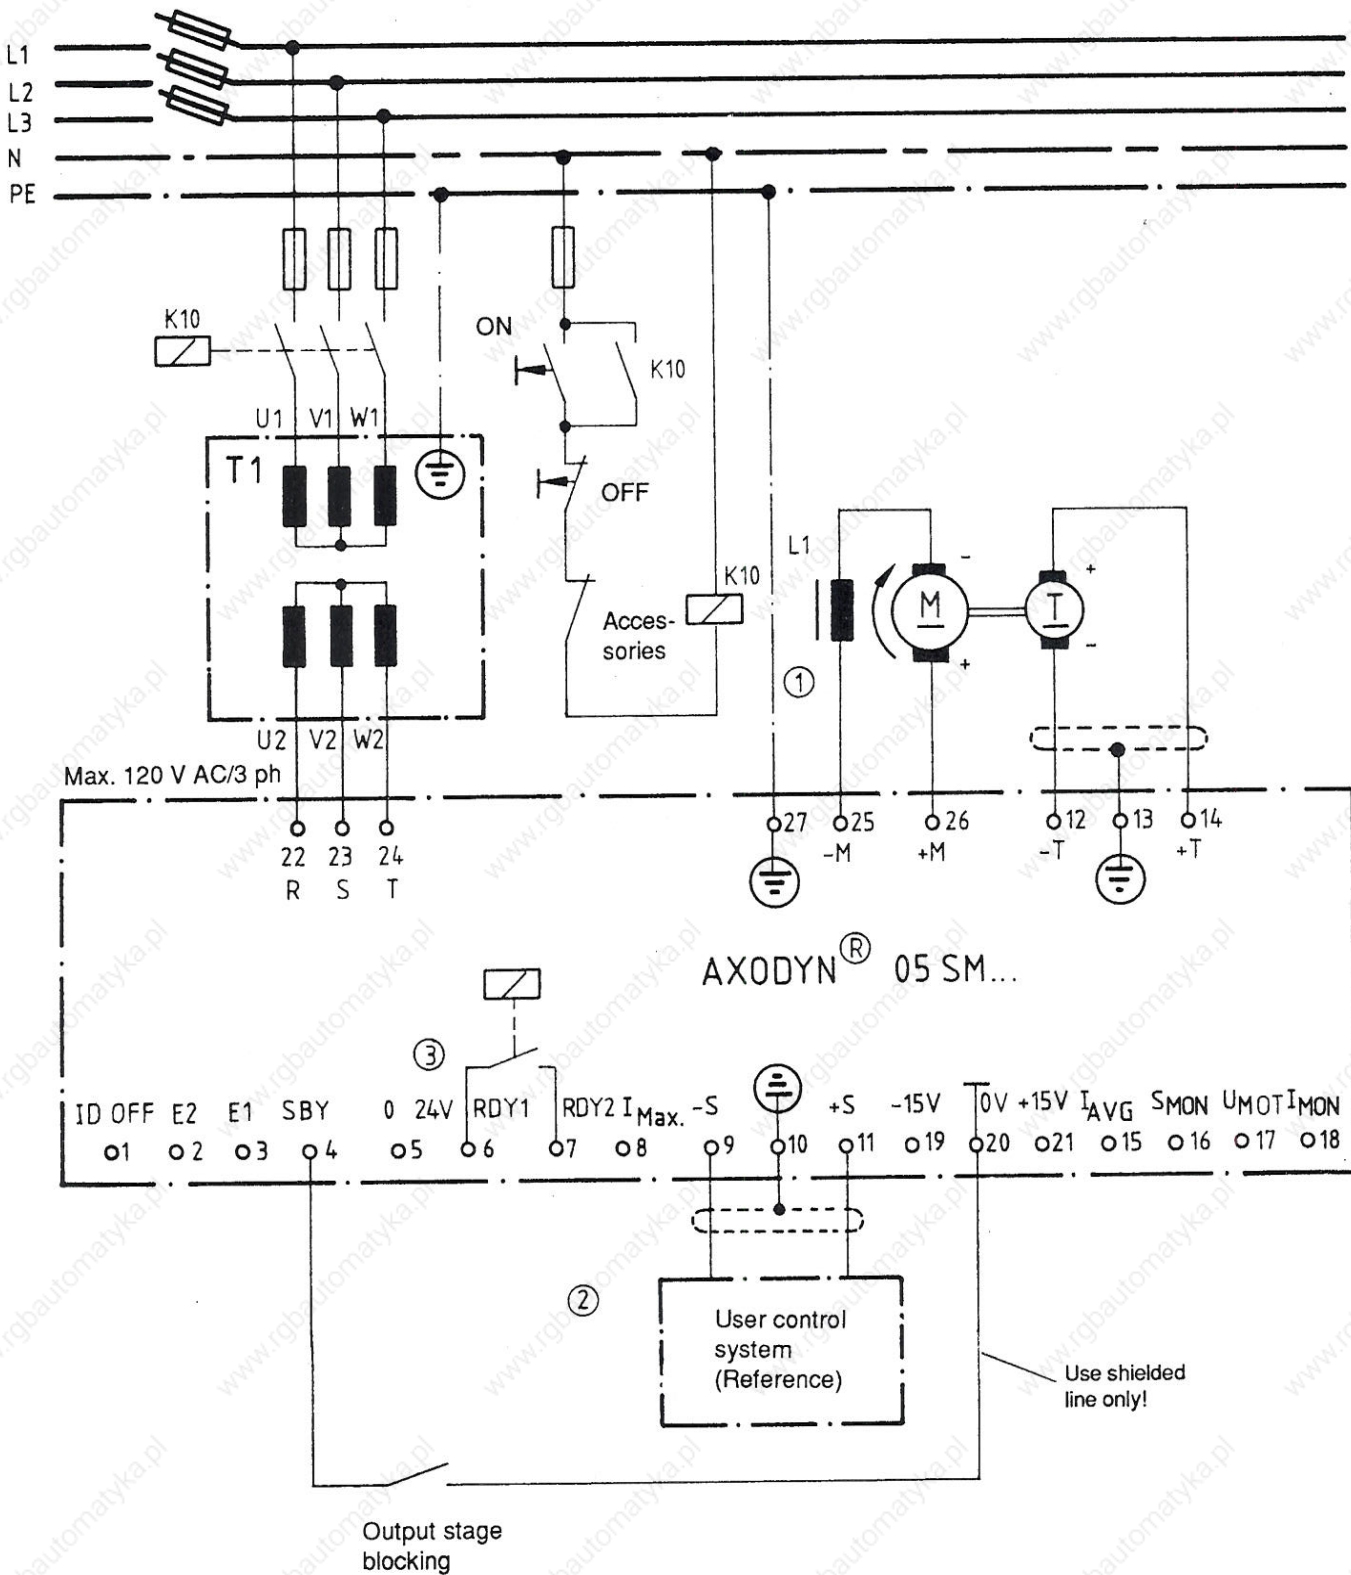 L1
L2
L3
N
PE
K10
ON
K10
U1 V1 W1
T1
OFF
L1
K10
M
T
-
+
+
-
Acces-
sories
1
U2 V2 W2
Max. 120 V AC/3 ph
22 23 24
R S T
27 25 26 12 13 14
-M +M -T +T
AXODYN® 05 SM...
3
ID OFF E2 E1 SBY 0 24V RDY1 RDY2 IMax. -S +S -15V 0V +15V IAVG SMON UMOT IMON
1 2 3 4 5 6 7 8 9 10 11 19 20 21 15 16 17 18
2
User control
system
(Reference)
Use shielded
line only!
Output stage
blocking
www.rgbautomatyka.pl